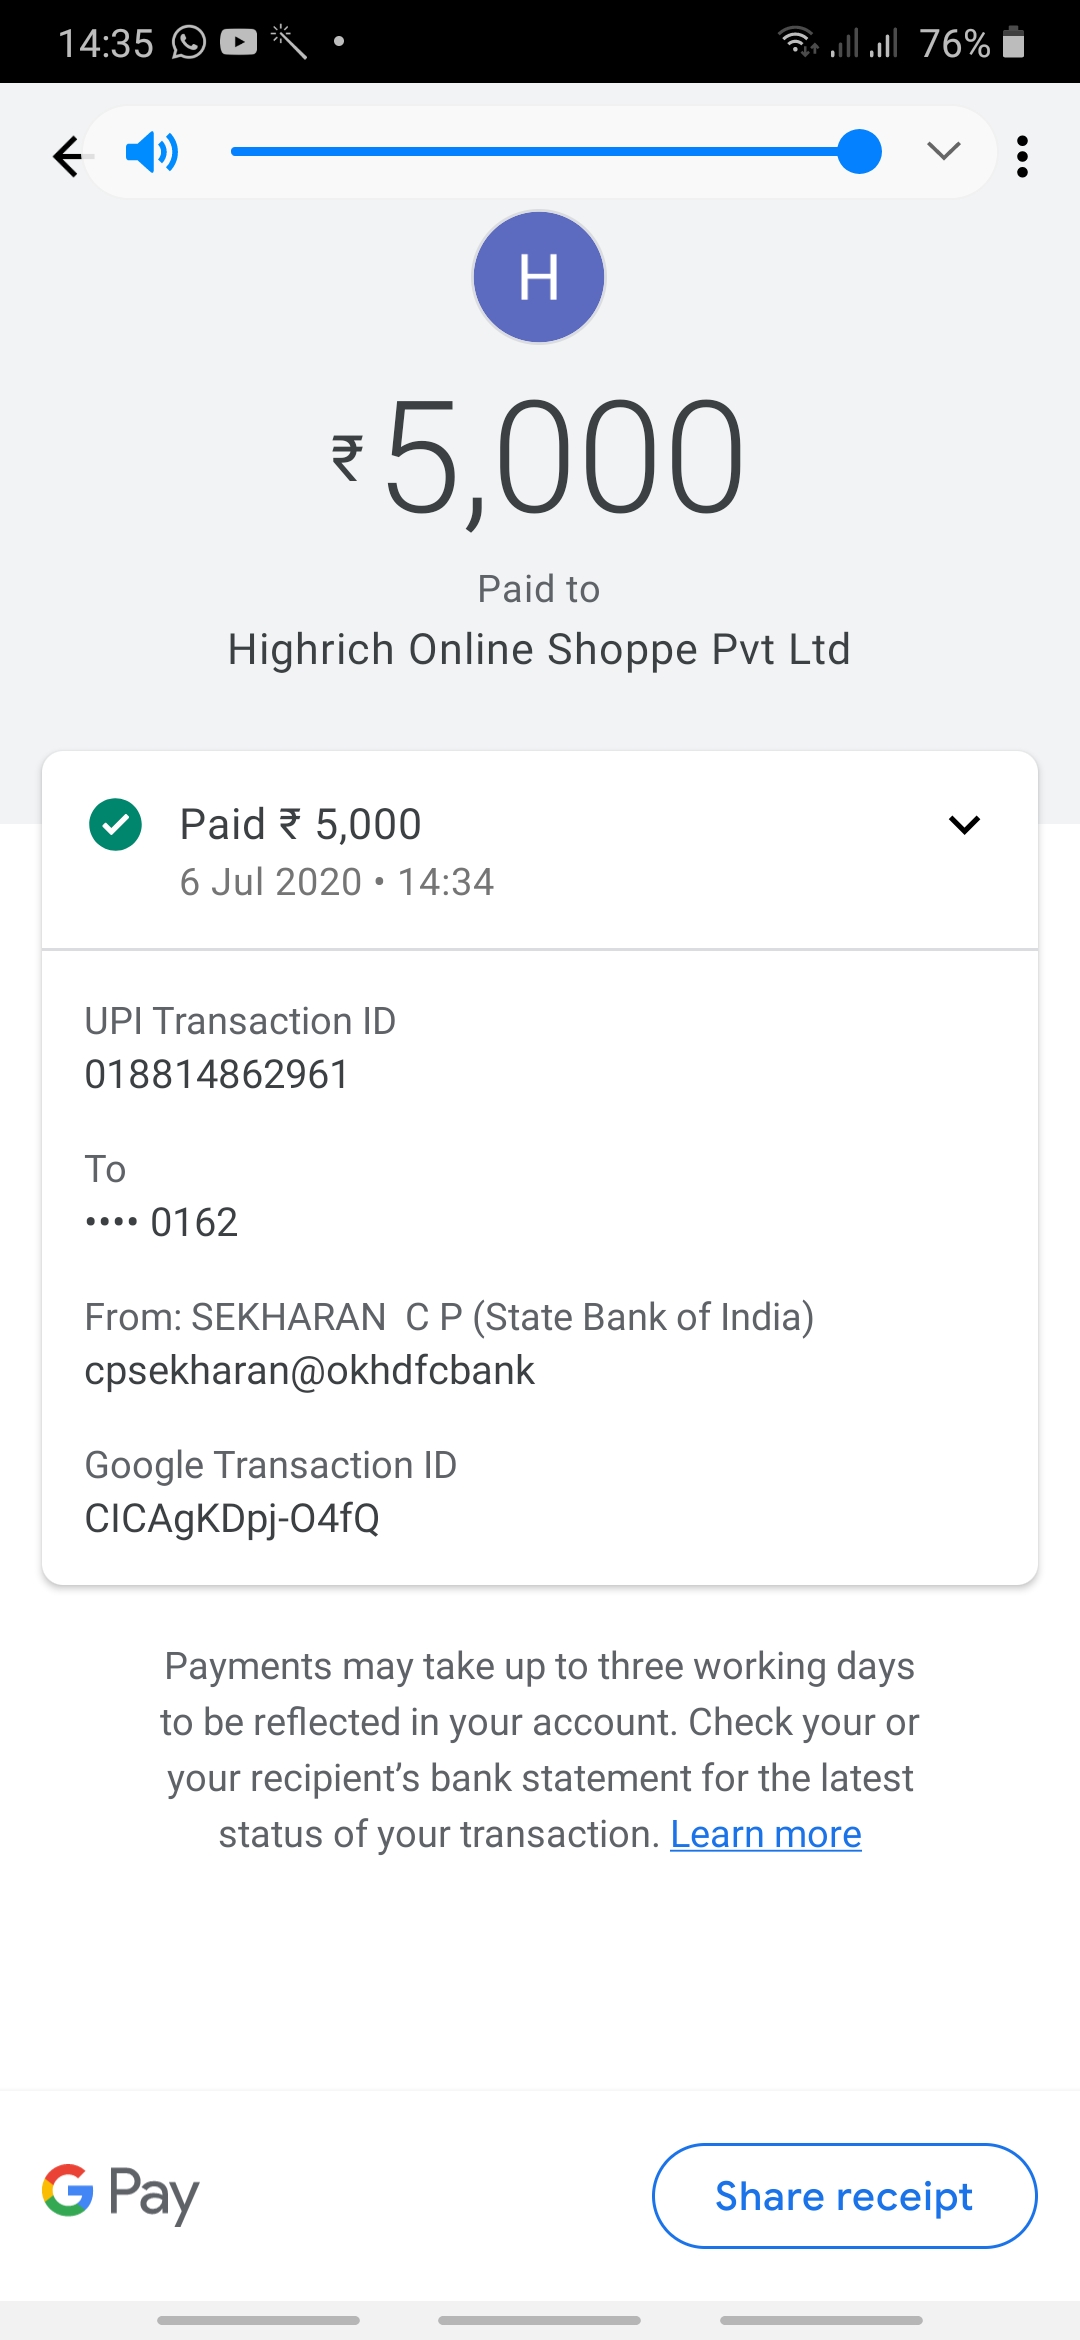 14:35
76%
H
₹5,000
Paid to
Highrich Online Shoppe Pvt Ltd
Paid ₹ 5,000
6 Jul 2020 • 14:34
UPI Transaction ID
018814862961
To
•••• 0162
From: SEKHARAN  C P (State Bank of India)
cpsekharan@okhdfcbank
Google Transaction ID
CICAgKDpj-O4fQ
Payments may take up to three working days
to be reflected in your account. Check your or
your recipient’s bank statement for the latest
status of your transaction. Learn more
G Pay
Share receipt